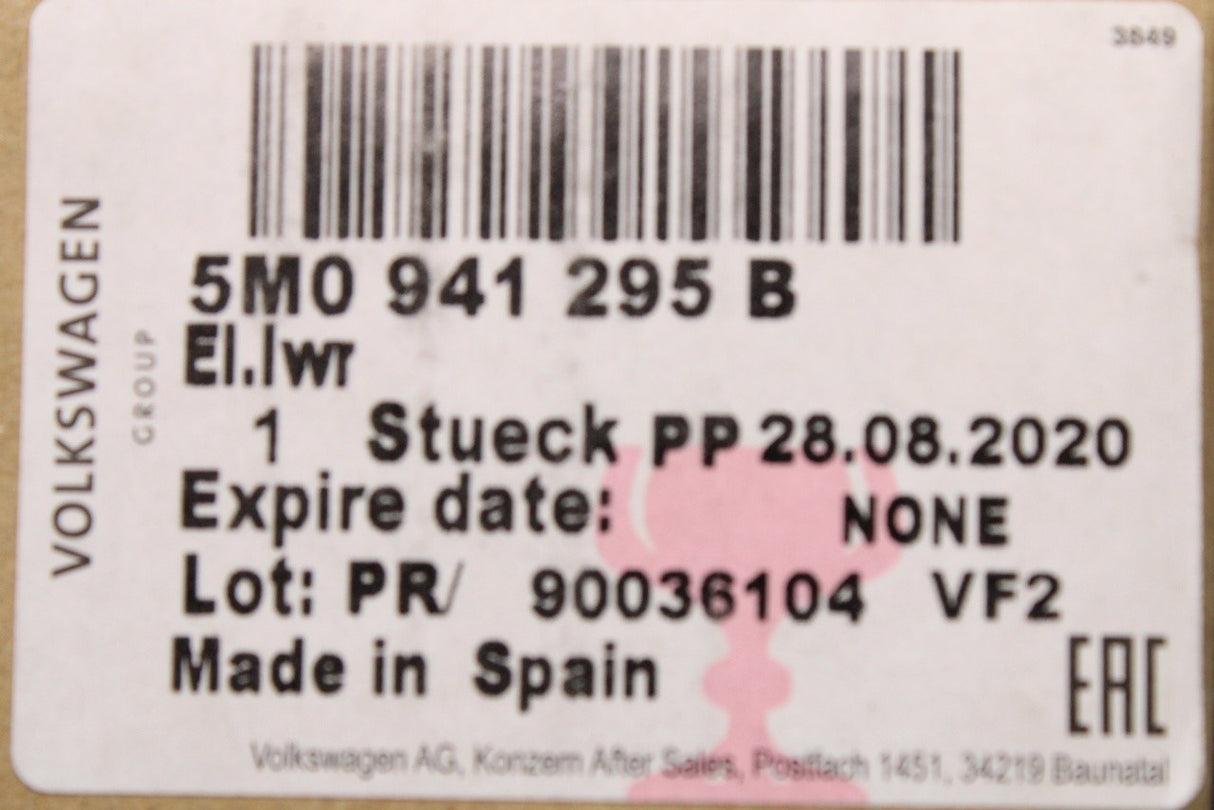 3849
VOLKSWAGEN
GROUP
5M0 941 295 B
El.lwr
1 Stueck PP 28.08.2020
Expire date: NONE
Lot: PR/ 90036104 VF2
Made in Spain
EAC
Volkswagen AG, Konzern After Sales, Postfach 1451, 34219 Baunatal